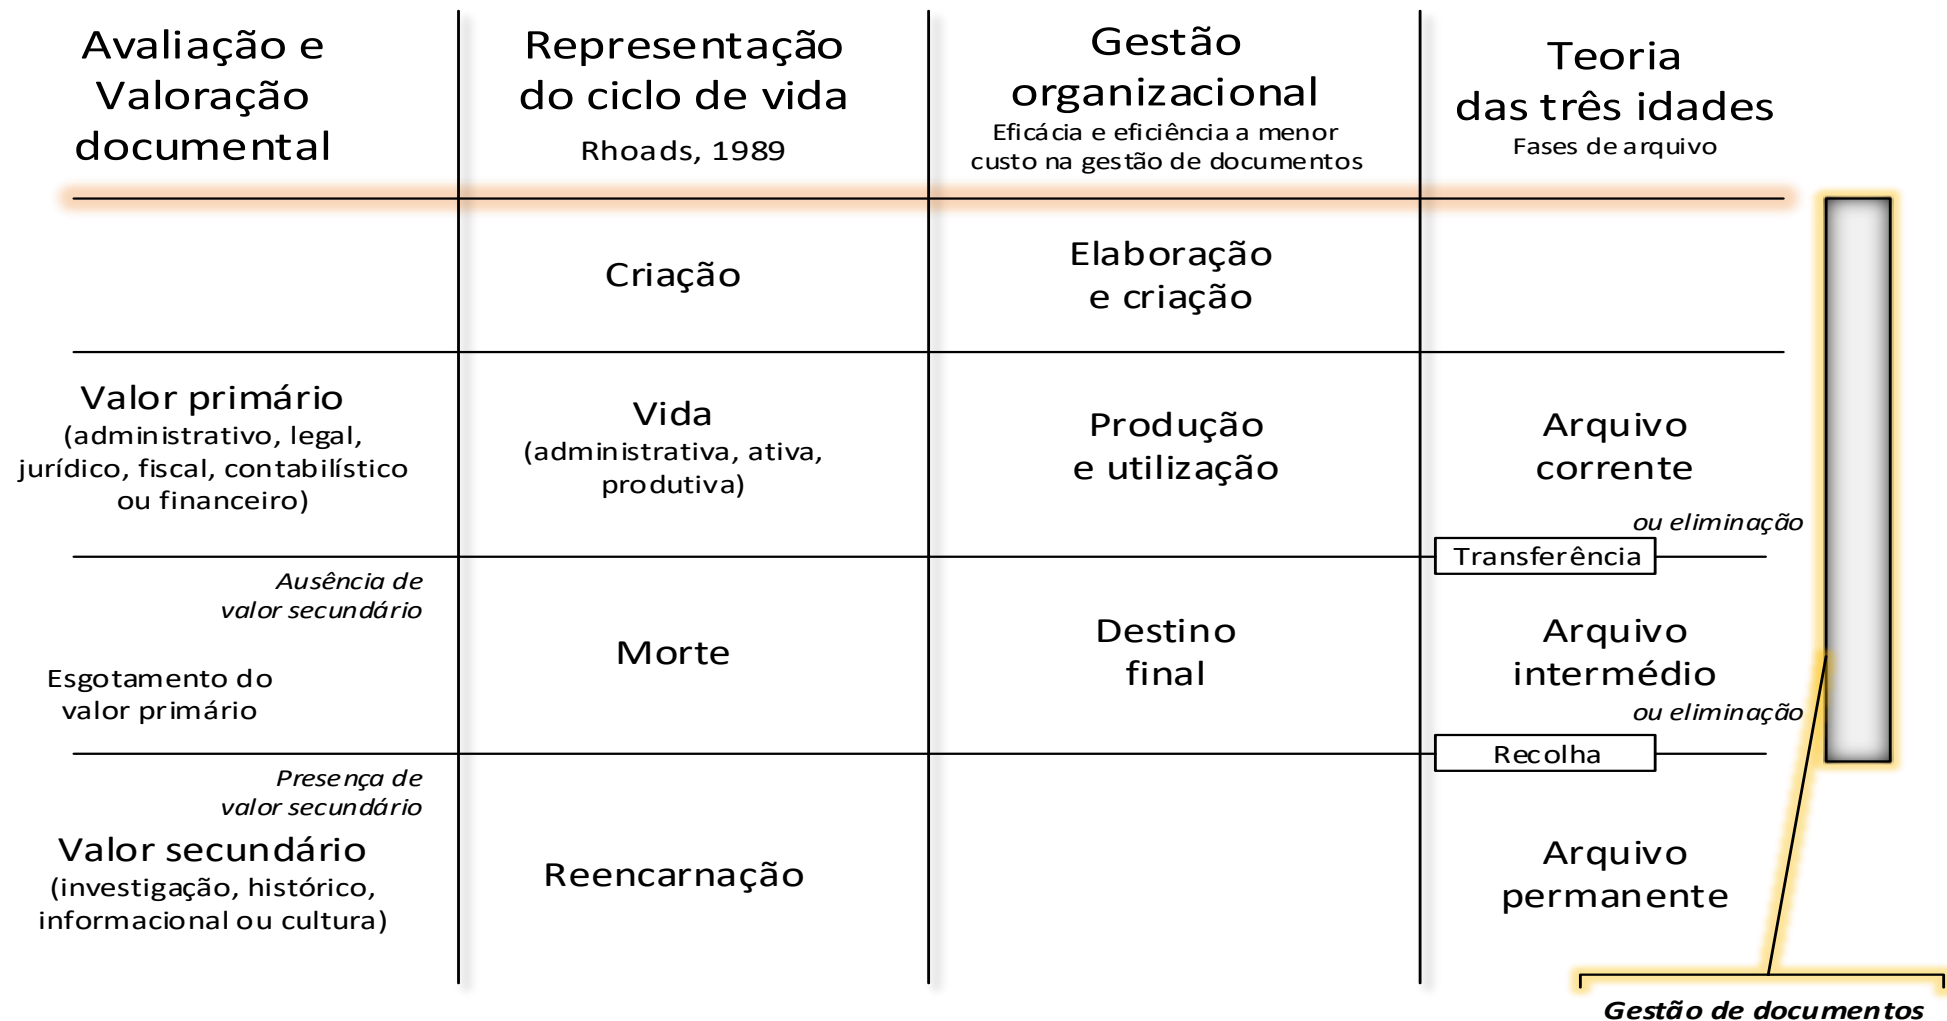 Avaliação e
Valoração
documental
Representação
do ciclo de vida
Rhoads, 1989
Gestão
organizacional
Eficácia e eficiência a menor
custo na gestão de documentos
Teoria
das três idades
Fases de arquivo
Criação
Elaboração
e criação
Valor primário
(administrativo, legal,
jurídico, fiscal, contabilístico
ou financeiro)
Vida
(administrativa, ativa,
produtiva)
Produção
e utilização
Arquivo
corrente
ou eliminação
Transferência
Ausência de
valor secundário
Esgotamento do
valor primário
Morte
Destino
final
Arquivo
intermédio
ou eliminação
Recolha
Presença de
valor secundário
Valor secundário
(investigação, histórico,
informacional ou cultura)
Reencarnação
Arquivo
permanente
Gestão de documentos